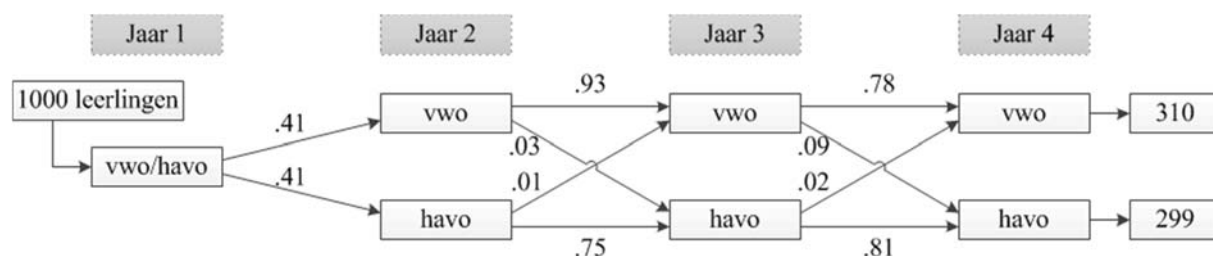 Jaar 1 Jaar 2 Jaar 3 Jaar 4
1000 leerlingen
.93 .78
vwo vwo vwo 310
.41
.03 .09
vwo/havo
.41 .01 .02
havo havo havo 299
.75 .81